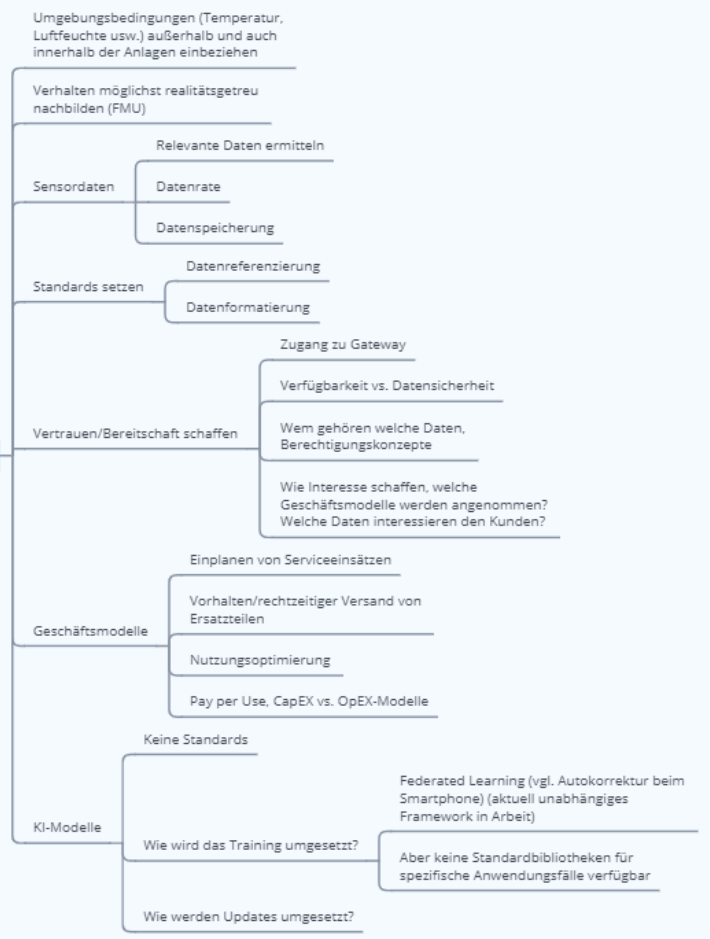 Umgebungsbedingungen (Temperatur,
Luftfeuchte usw.) außerhalb und auch
innerhalb der Anlagen einbeziehen
Verhalten möglichst realitätsgetreu
nachbilden (FMU)
Sensordaten
Relevante Daten ermitteln
Datenrate
Datenspeicherung
Standards setzen
Datenreferenzierung
Datenformatierung
Vertrauen/Bereitschaft schaffen
Zugang zu Gateway
Verfügbarkeit vs. Datensicherheit
Wem gehören welche Daten,
Berechtigungskonzepte
Wie Interesse schaffen, welche
Geschäftsmodelle werden angenommen?
Welche Daten interessieren den Kunden?
Geschäftsmodelle
Einplanen von Serviceeinsätzen
Vorhalten/rechtzeitiger Versand von
Ersatzteilen
Nutzungsoptimierung
Pay per Use, CapEX vs. OpEX-Modelle
KI-Modelle
Keine Standards
Wie wird das Training umgesetzt?
Federated Learning (vgl. Autokorrektur beim
Smartphone) (aktuell unabhängiges
Framework in Arbeit)
Aber keine Standardbibliotheken für
spezifische Anwendungsfälle verfügbar
Wie werden Updates umgesetzt?